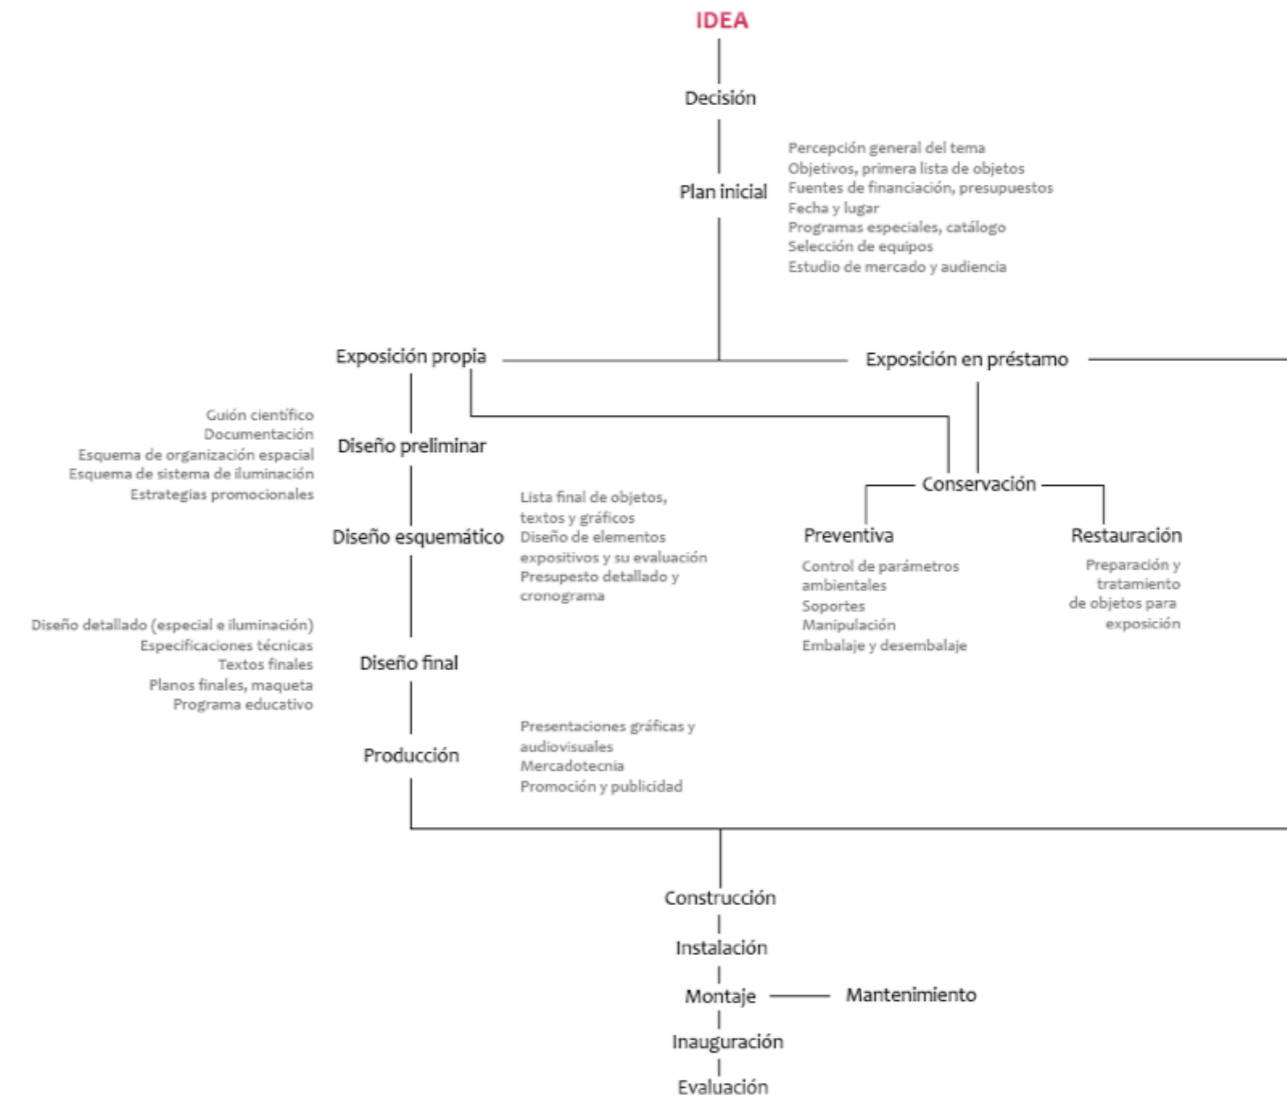 IDEA
Decisión
Plan inicial
Percepción general del tema
Objetivos, primera lista de objetos
Fuentes de financiación, presupuestos
Fecha y lugar
Programas especiales, catálogo
Selección de equipos
Estudio de mercado y audiencia
Exposición propia
Exposición en préstamo
Guión científico
Documentación
Esquema de organización espacial
Esquema de sistema de iluminación
Estrategias promocionales
Diseño preliminar
Conservación
Diseño esquemático
Lista final de objetos,
textos y gráficos
Diseño de elementos
expositivos y su evaluación
Presupesto detallado y
cronograma
Preventiva
Control de parámetros
ambientales
Soportes
Manipulación
Embalaje y desembalaje
Restauración
Preparación y
tratamiento
de objetos para
exposición
Diseño detallado (especial e iluminación)
Especificaciones técnicas
Textos finales
Planos finales, maqueta
Programa educativo
Diseño final
Producción
Presentaciones gráficas y
audiovisuales
Mercadotecnia
Promoción y publicidad
Construcción
Instalación
Montaje
Mantenimiento
Inauguración
Evaluación